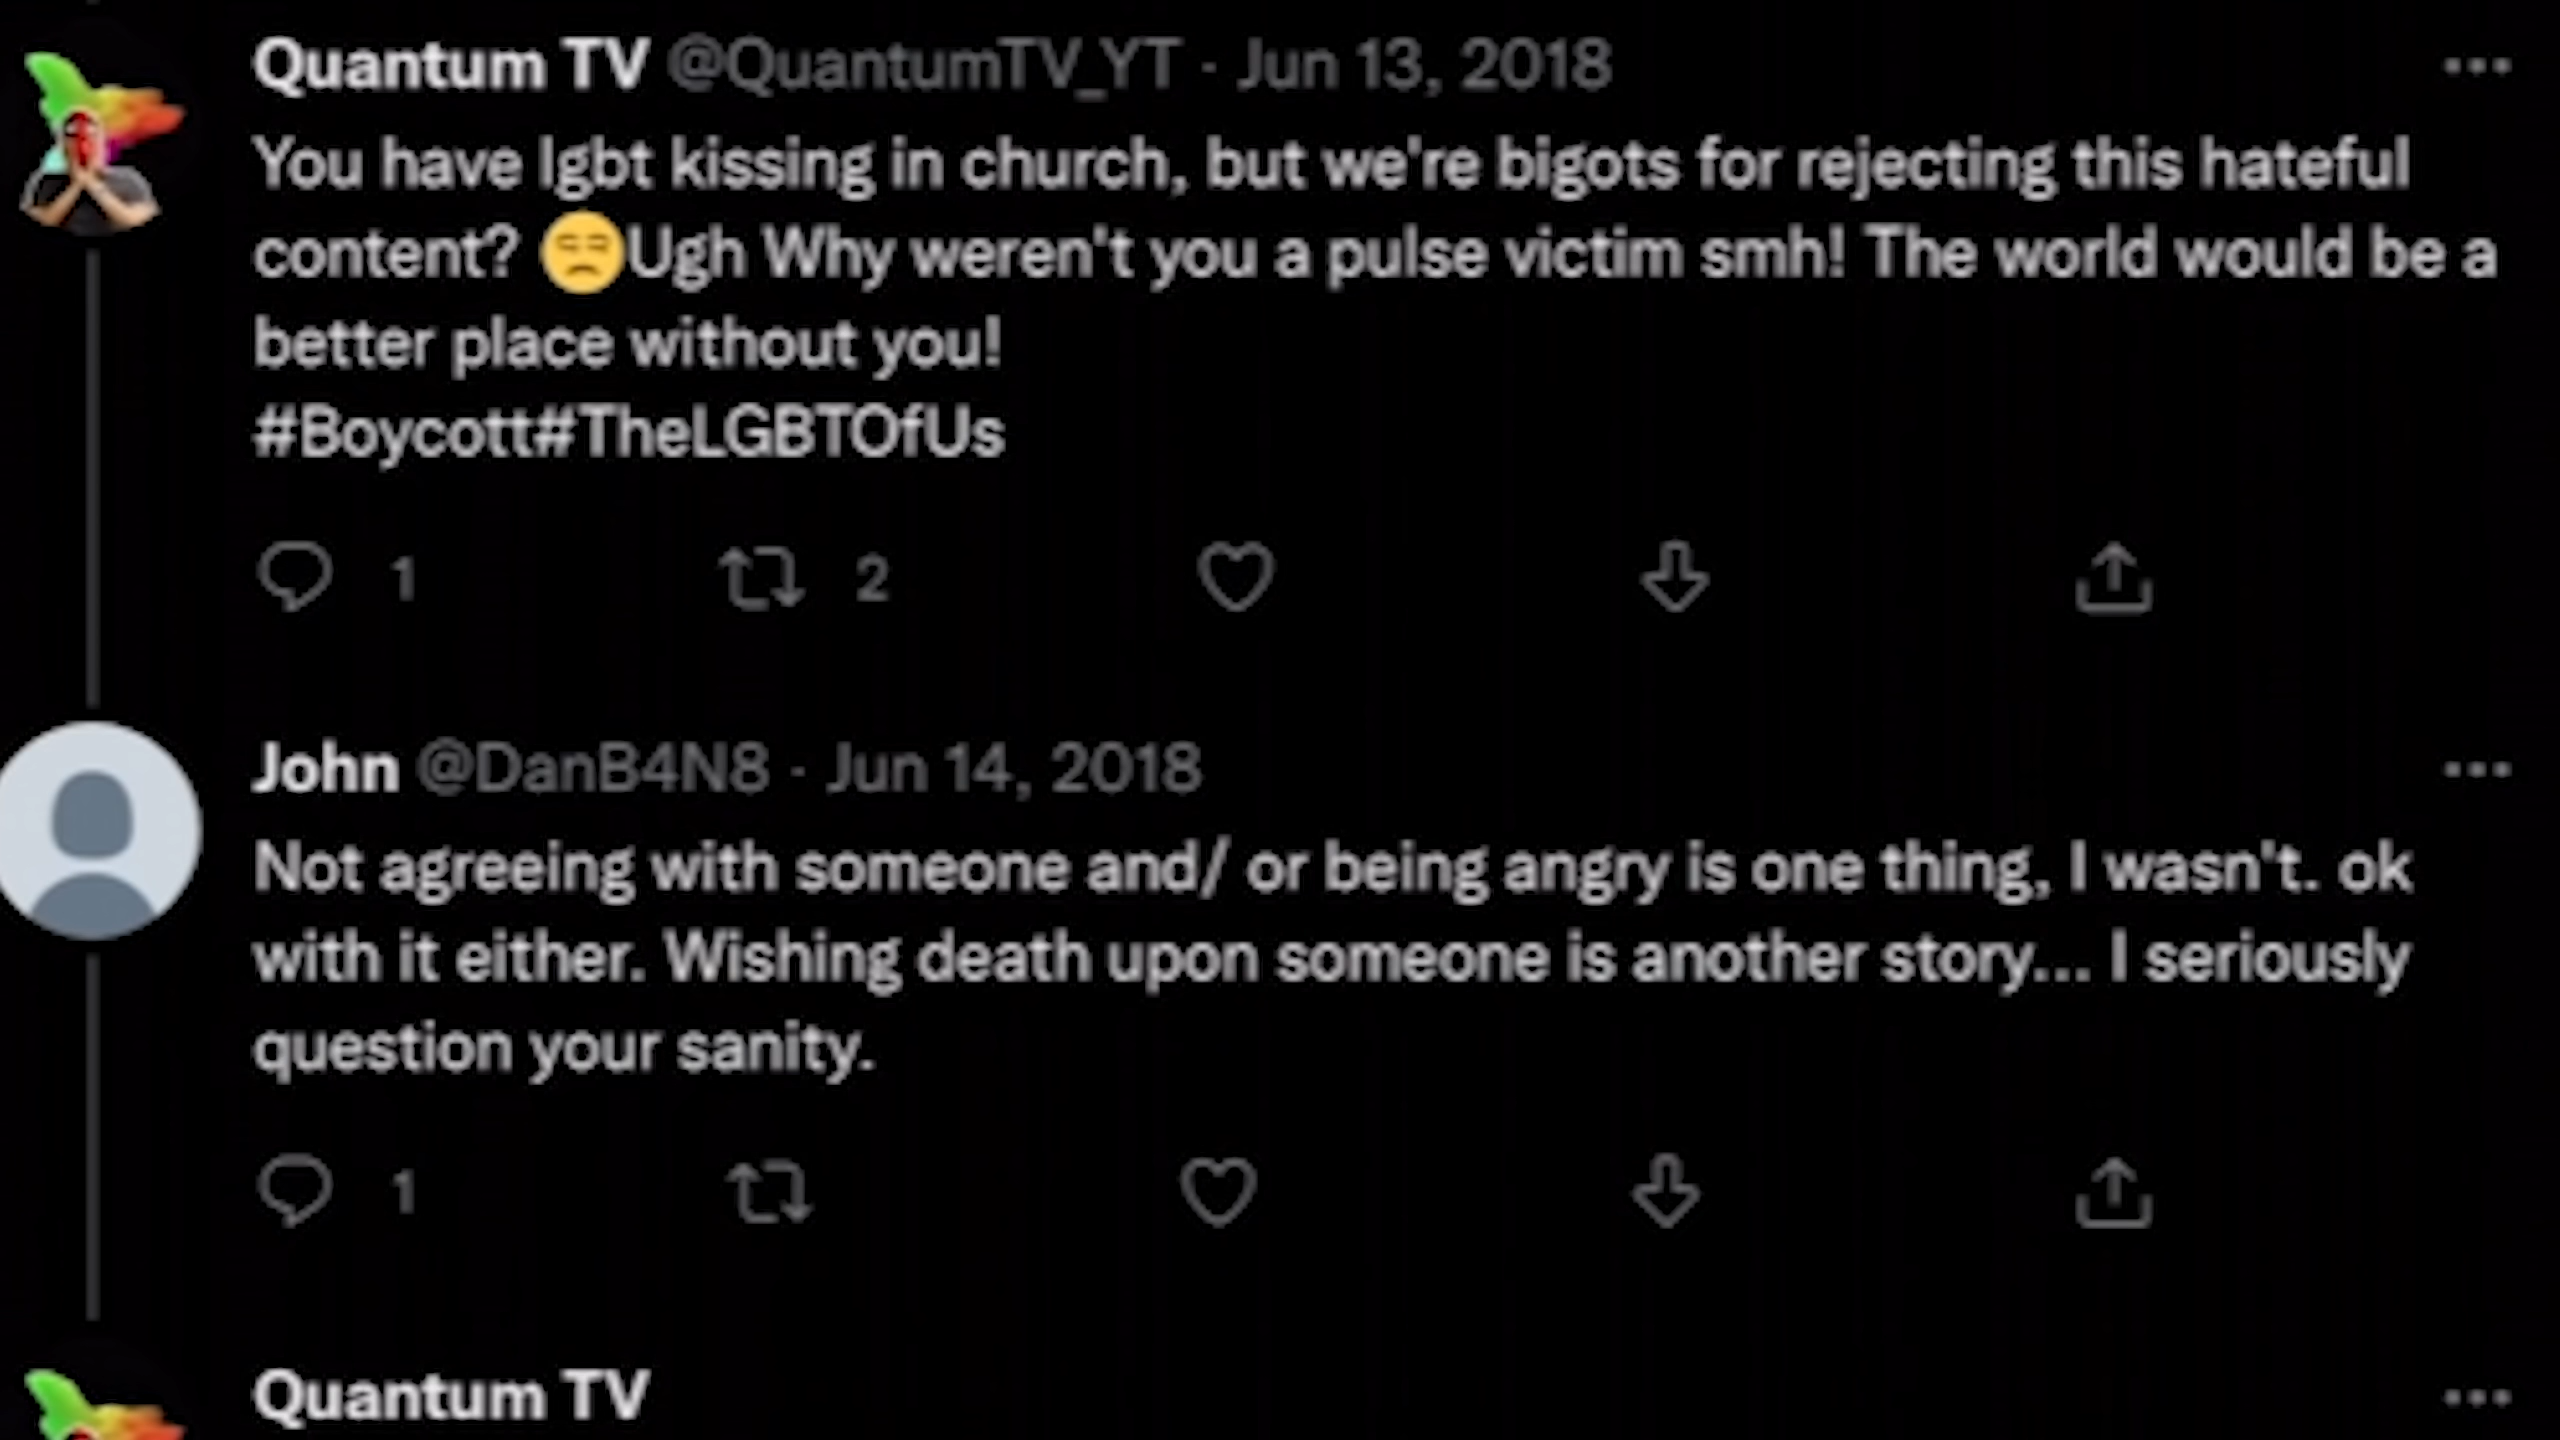 Quantum TV @QuantumTV_YT · Jun 13, 2018
You have lgbt kissing in church, but we're bigots for rejecting this hateful
content? 😒Ugh Why weren't you a pulse victim smh! The world would be a
better place without you!
#Boycott#TheLGBTOfUs
1 2
John @DanB4N8 · Jun 14, 2018
Not agreeing with someone and/ or being angry is one thing, I wasn't. ok
with it either. Wishing death upon someone is another story... I seriously
question your sanity.
1
Quantum TV